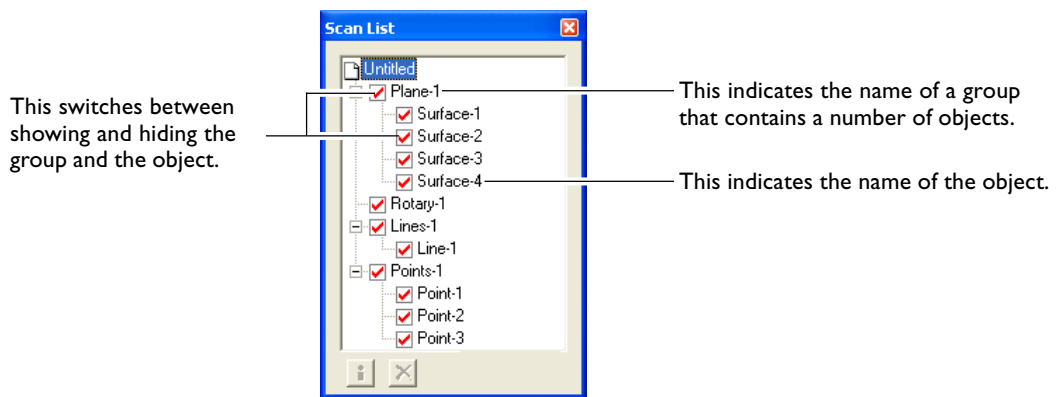 Scan List
Untitled
This switches between
showing and hiding the
group and the object.
Plane-1
Surface-1
Surface-2
Surface-3
Surface-4
Rotary-1
Lines-1
Line-1
Points-1
Point-1
Point-2
Point-3
This indicates the name of a group
that contains a number of objects.
This indicates the name of the object.